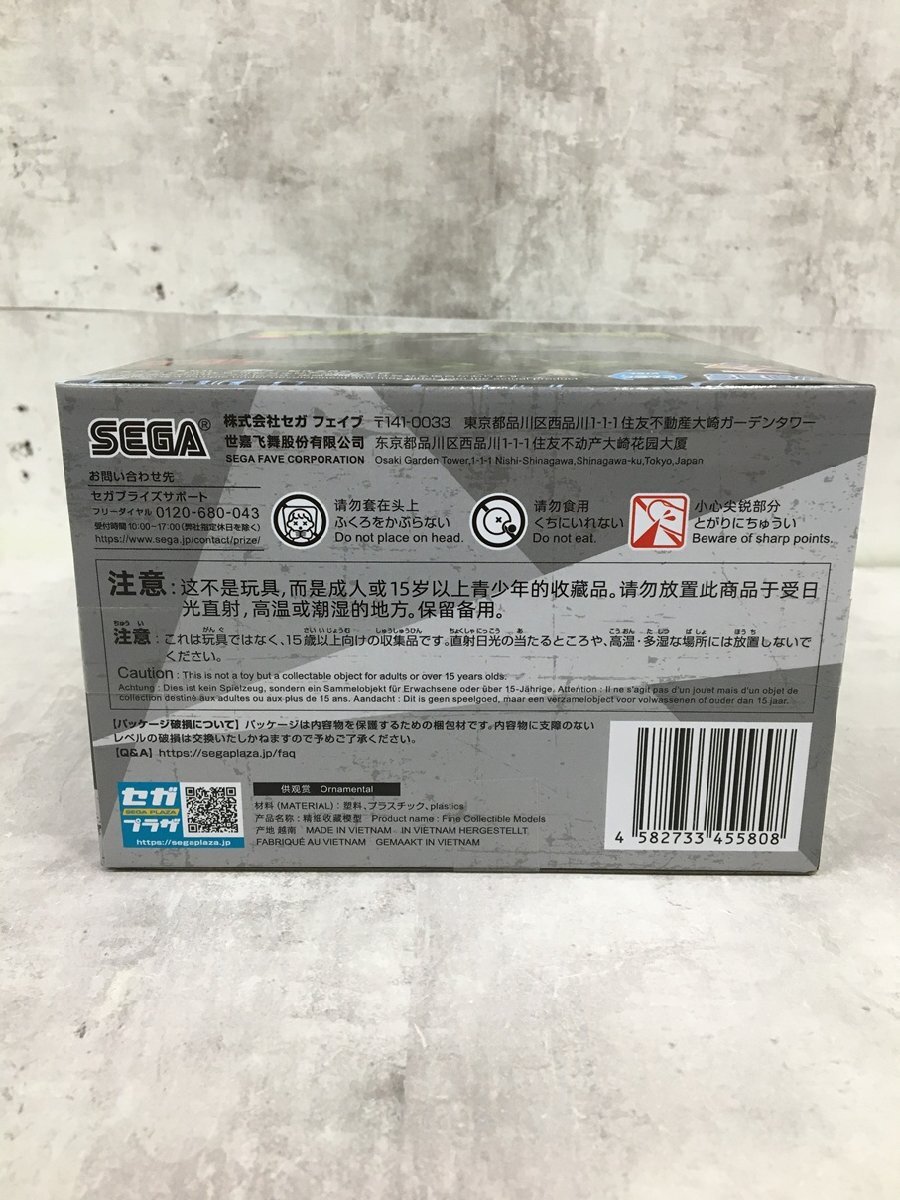 SEGA®
株式会社セガ フェイブ 〒141-0033 東京都品川区西品川1-1-1 住友不動産大崎ガーデンタワー
世嘉飞舞股份有限公司 东京都品川区西品川1-1-1住友不动产大崎花园大厦
SEGA FAVE CORPORATION Osaki Garden Tower,1-1-1 Nishi-Shinagawa,Shinagawa-ku,Tokyo,Japan
お問い合わせ先
セガプライズサポート
フリーダイヤル 0120-680-043
受付時間 10:00~17:00(弊社指定休日を除く)
https://www.sega.jp/contact/prize/
请勿套在头上
ふくろをかぶらない
Do not place on head.
请勿食用
くちにいれない
Do not eat.
小心尖锐部分
とがりにちゅうい
Beware of sharp points.
注意:这不是玩具,而是成人或15岁以上青少年的收藏品。请勿放置此商品于受日
光直射,高温或潮湿的地方。保留备用。
注意:これは玩具ではなく、15歳以上向けの収集品です。直射日光の当たるところや、高温・多湿な場所には放置しないで
ください。
Caution : This is not a toy but a collectable object for adults or over 15 years olds.
Achtung : Dies ist kein Spielzeug, sondern ein Sammelobjekt für Erwachsene oder über 15-Jährige. Attention : Il ne s'agit pas d'un jouet mais d'un objet de
collection destiné aux adultes ou aux plus de 15 ans. Aandacht : Dit is geen speelgoed, maar een verzamelobject voor volwassenen of ouder dan 15 jaar.
【パッケージ破損について】パッケージは内容物を保護するための梱包材です。内容物に支障のない
レベルの破損は交換いたしかねますので予めご了承ください。
【Q&A】https://segaplaza.jp/faq
セガ
SEGA PLAZA
プラザ
https://segaplaza.jp
供观赏 Ornamental
材料 (MATERIAL) : 塑料、プラスチック、plastics
产品名称 : 精维收藏模型 Product name : Fine Collectible Models
产地 越南 MADE IN VIETNAM IN VIETNAM HERGESTELLT
FABRIQUÉ AU VIETNAM GEMAAKT IN VIETNAM
4 582733 455808